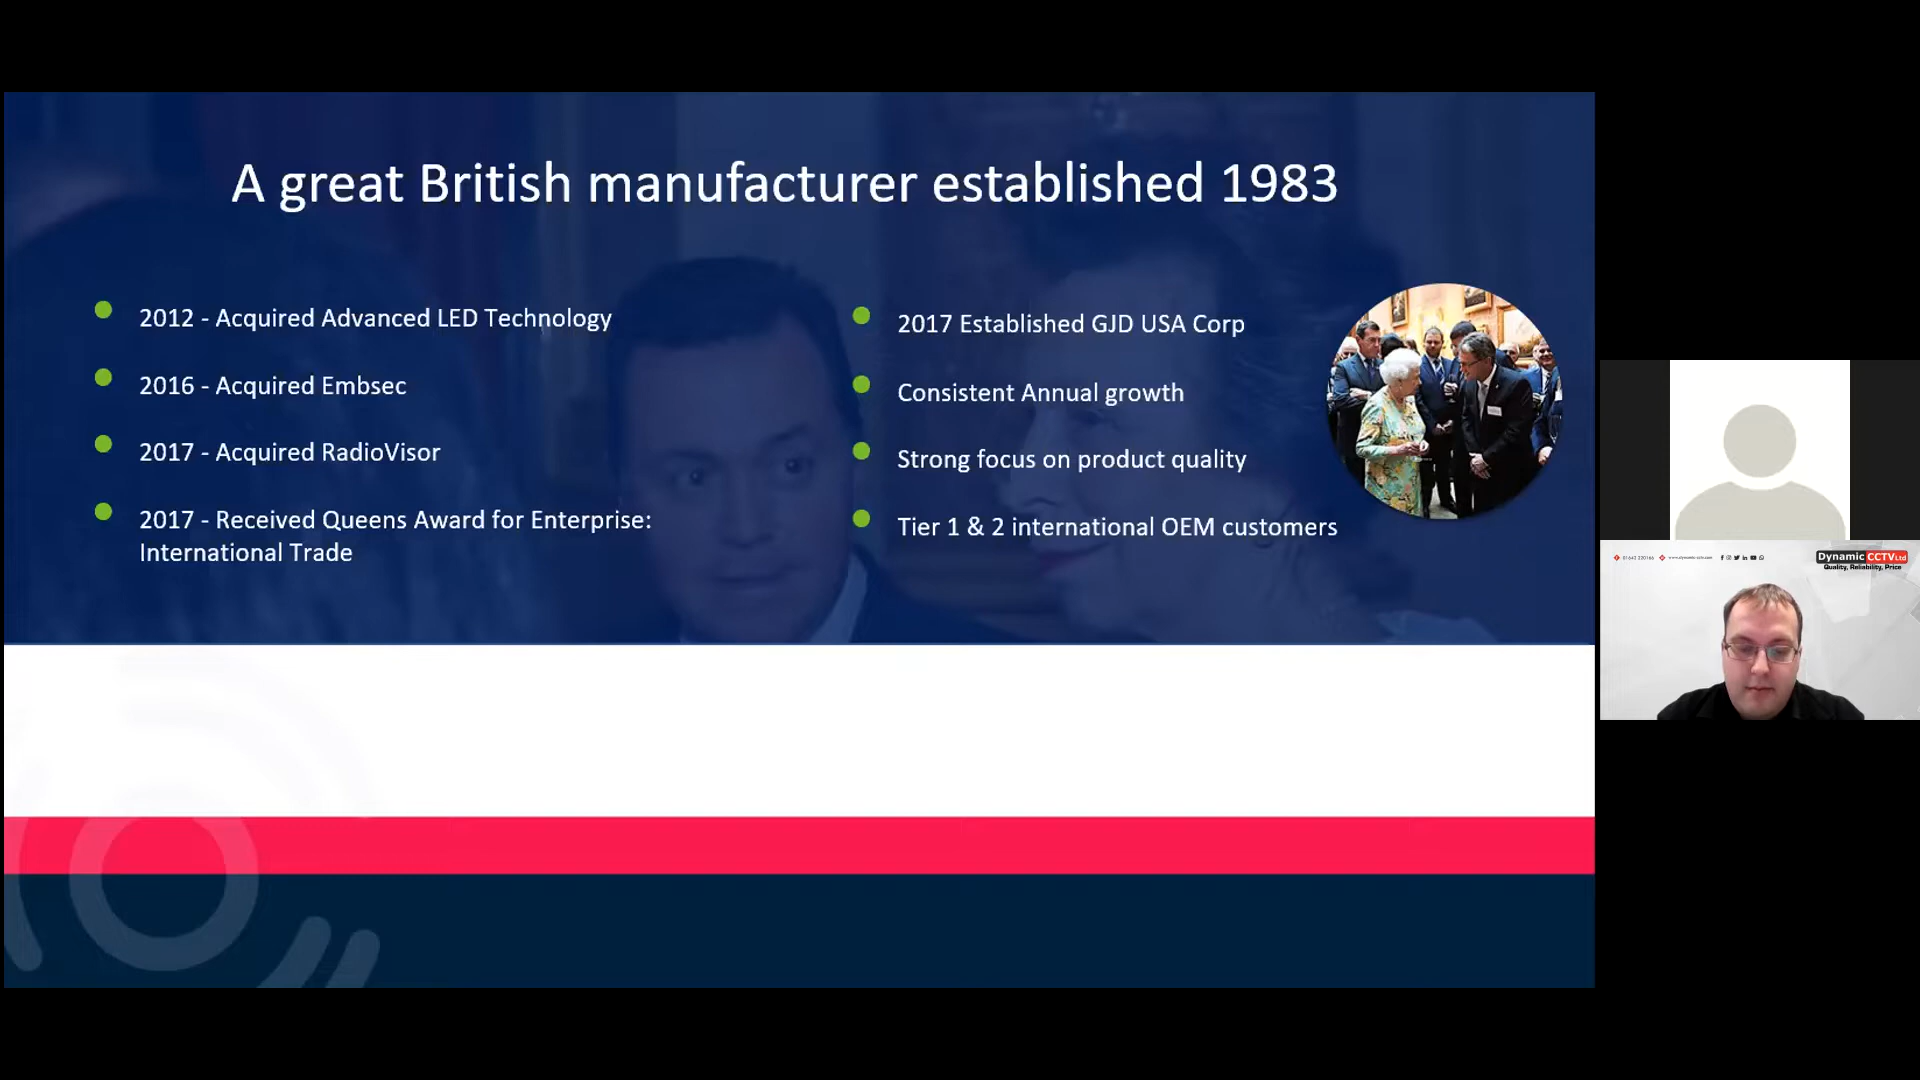 A great British manufacturer established 1983
2012 - Acquired Advanced LED Technology
2016 - Acquired Embsec
2017 - Acquired RadioVisor
2017 - Received Queens Award for Enterprise:
International Trade
2017 Established GJD USA Corp
Consistent Annual growth
Strong focus on product quality
Tier 1 & 2 international OEM customers
Dynamic CCTV Ltd
Quality, Reliability, Price